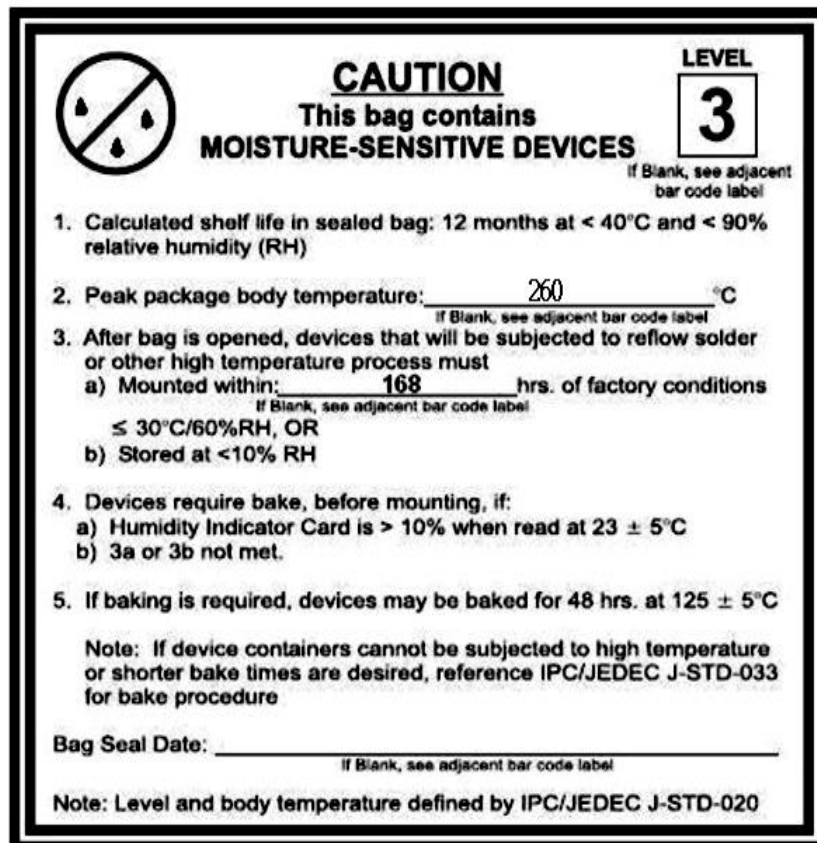 CAUTION
This bag contains
MOISTURE-SENSITIVE DEVICES
LEVEL
3
If Blank, see adjacent
bar code label
1. Calculated shelf life in sealed bag: 12 months at < 40°C and < 90%
relative humidity (RH)
2. Peak package body temperature: 260 °C
If Blank, see adjacent bar code label
3. After bag is opened, devices that will be subjected to reflow solder
or other high temperature process must
a) Mounted within: 168 hrs. of factory conditions
If Blank, see adjacent bar code label
≤ 30°C/60%RH, OR
b) Stored at <10% RH
4. Devices require bake, before mounting, if:
a) Humidity Indicator Card is > 10% when read at 23 ± 5°C
b) 3a or 3b not met.
5. If baking is required, devices may be baked for 48 hrs. at 125 ± 5°C
Note: If device containers cannot be subjected to high temperature
or shorter bake times are desired, reference IPC/JEDEC J-STD-033
for bake procedure
Bag Seal Date:
If Blank, see adjacent bar code label
Note: Level and body temperature defined by IPC/JEDEC J-STD-020